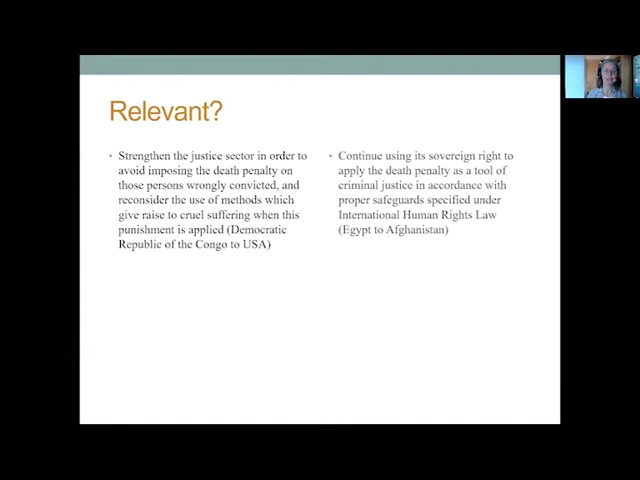 Relevant?
• Strengthen the justice sector in order to
avoid imposing the death penalty on
those persons wrongly convicted, and
reconsider the use of methods which
give raise to cruel suffering when this
punishment is applied (Democratic
Republic of the Congo to USA)
• Continue using its sovereign right to
apply the death penalty as a tool of
criminal justice in accordance with
proper safeguards specified under
International Human Rights Law
(Egypt to Afghanistan)